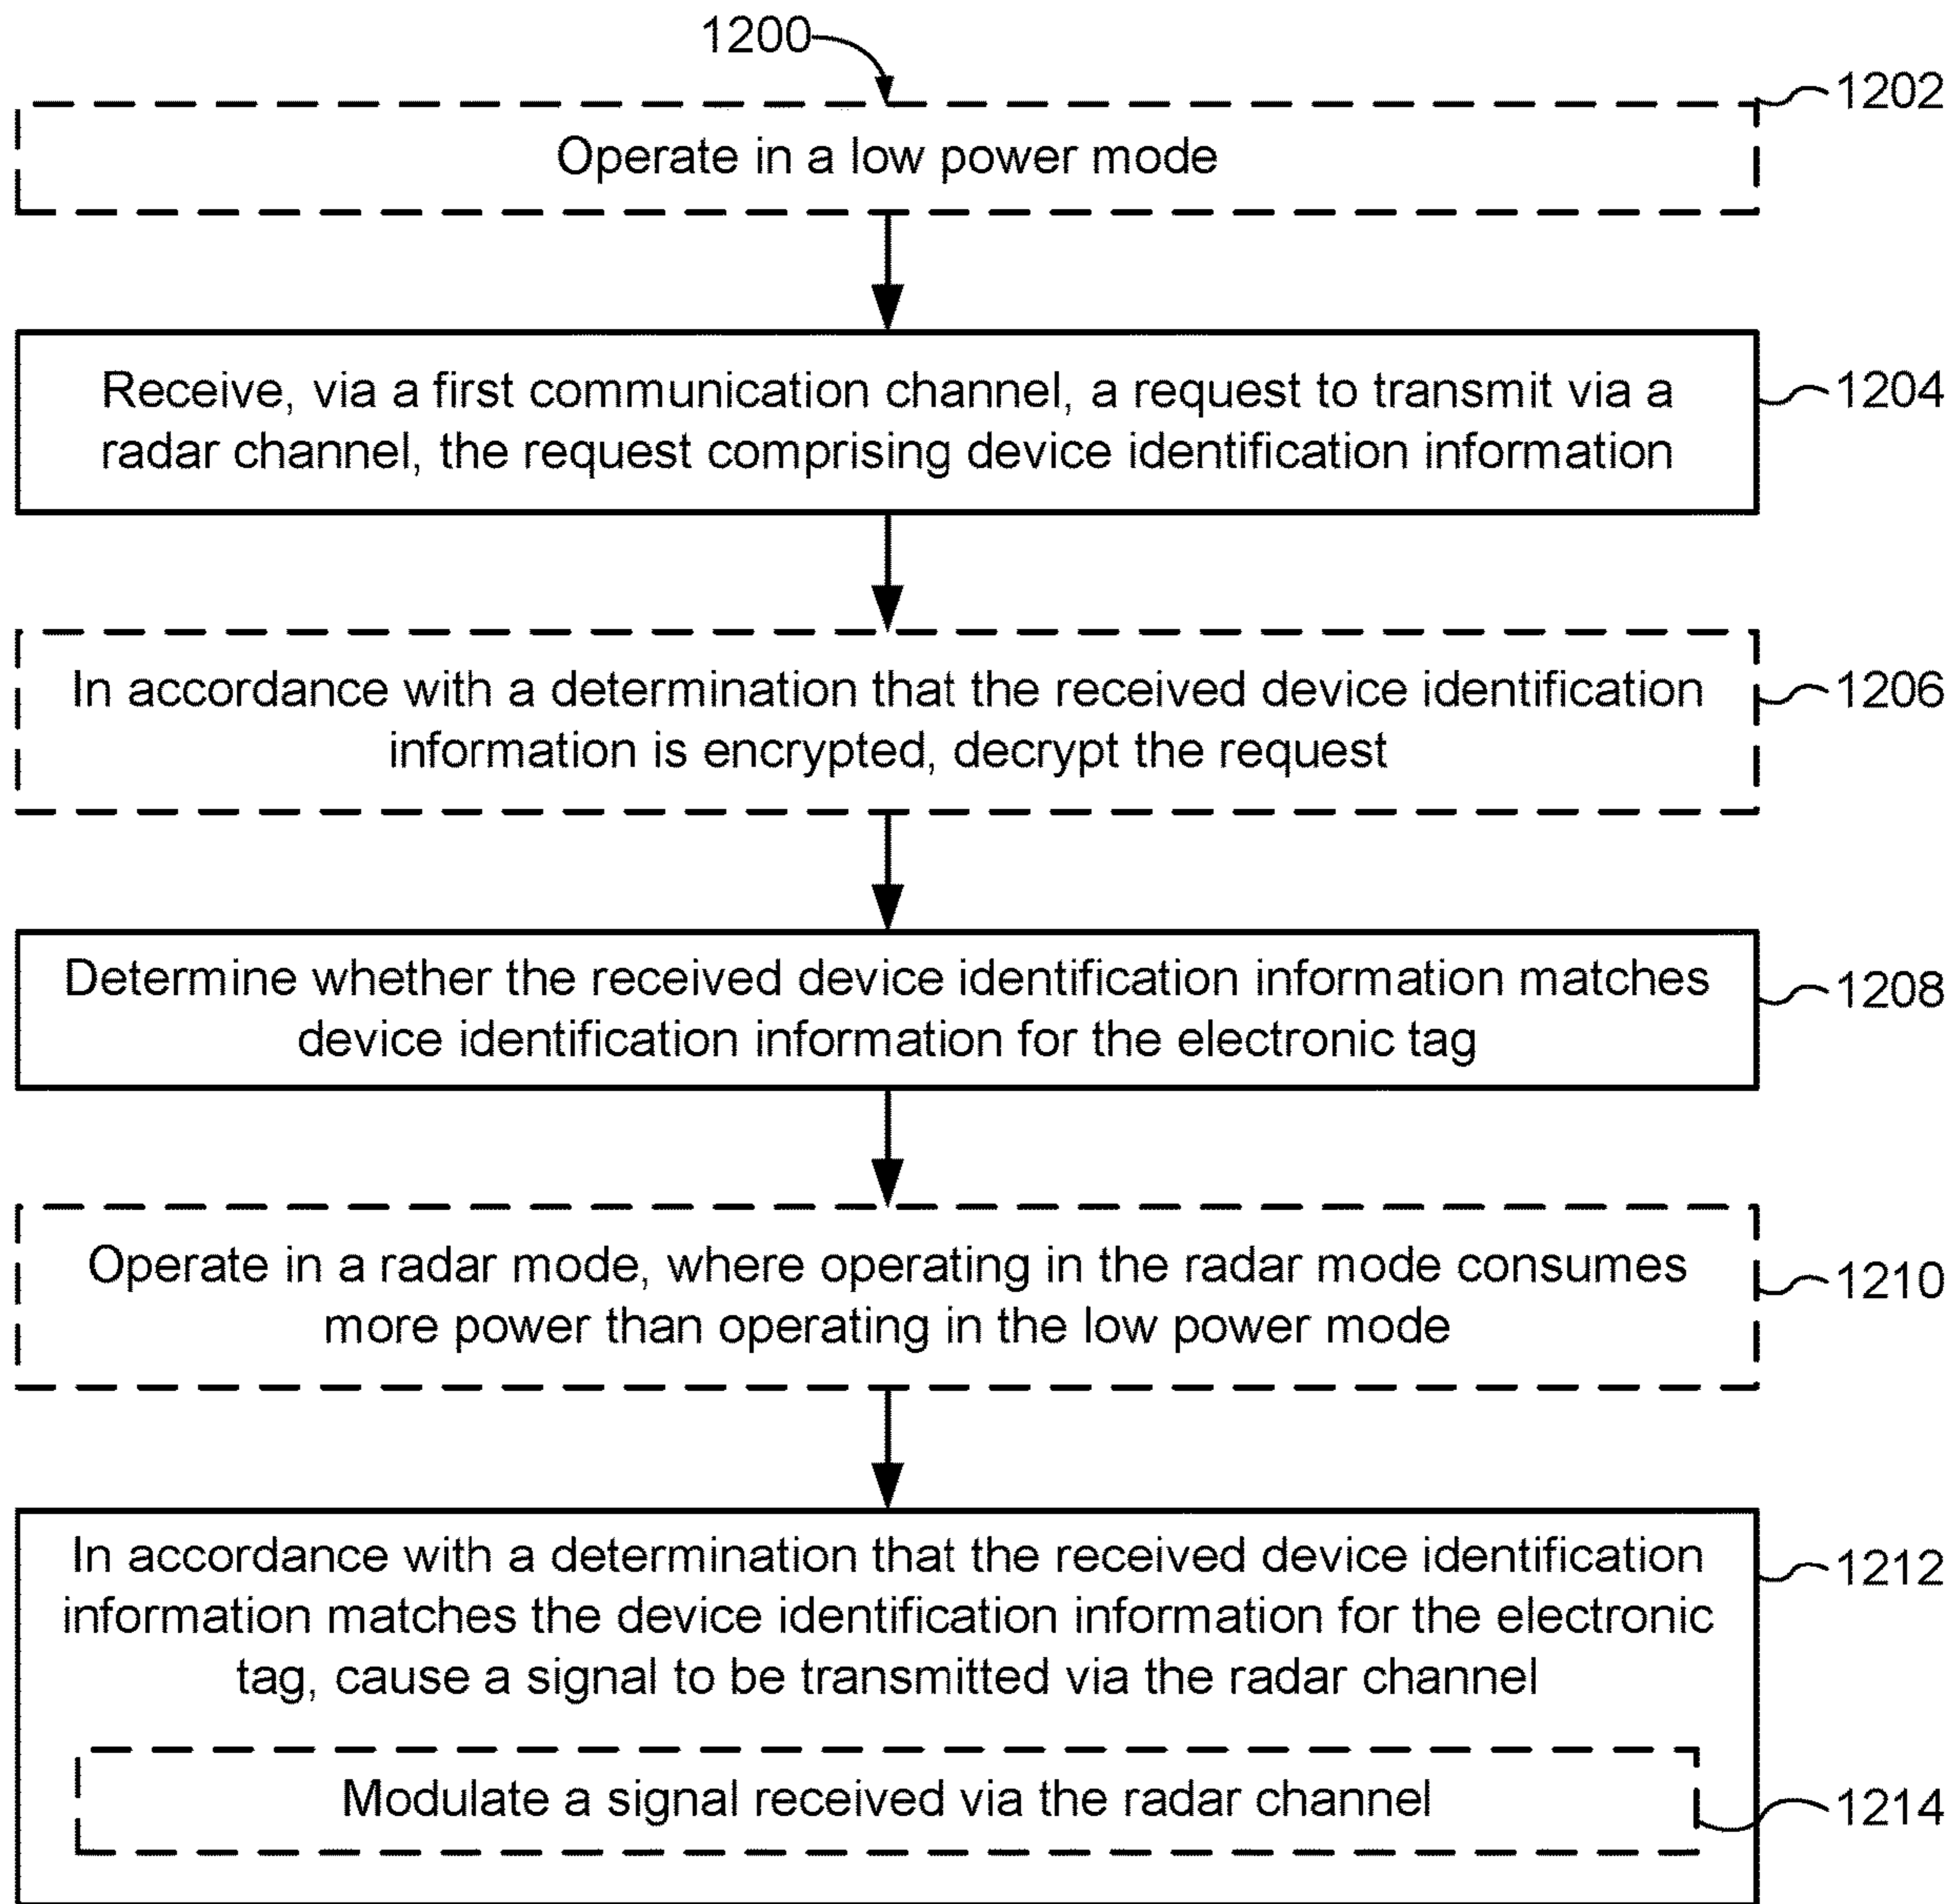 1200
1202
Operate in a low power mode
Receive, via a first communication channel, a request to transmit via a
radar channel, the request comprising device identification information
1204
In accordance with a determination that the received device identification
information is encrypted, decrypt the request
1206
Determine whether the received device identification information matches
device identification information for the electronic tag
1208
Operate in a radar mode, where operating in the radar mode consumes
more power than operating in the low power mode
1210
In accordance with a determination that the received device identification
information matches the device identification information for the electronic
tag, cause a signal to be transmitted via the radar channel
1212
Modulate a signal received via the radar channel
1214